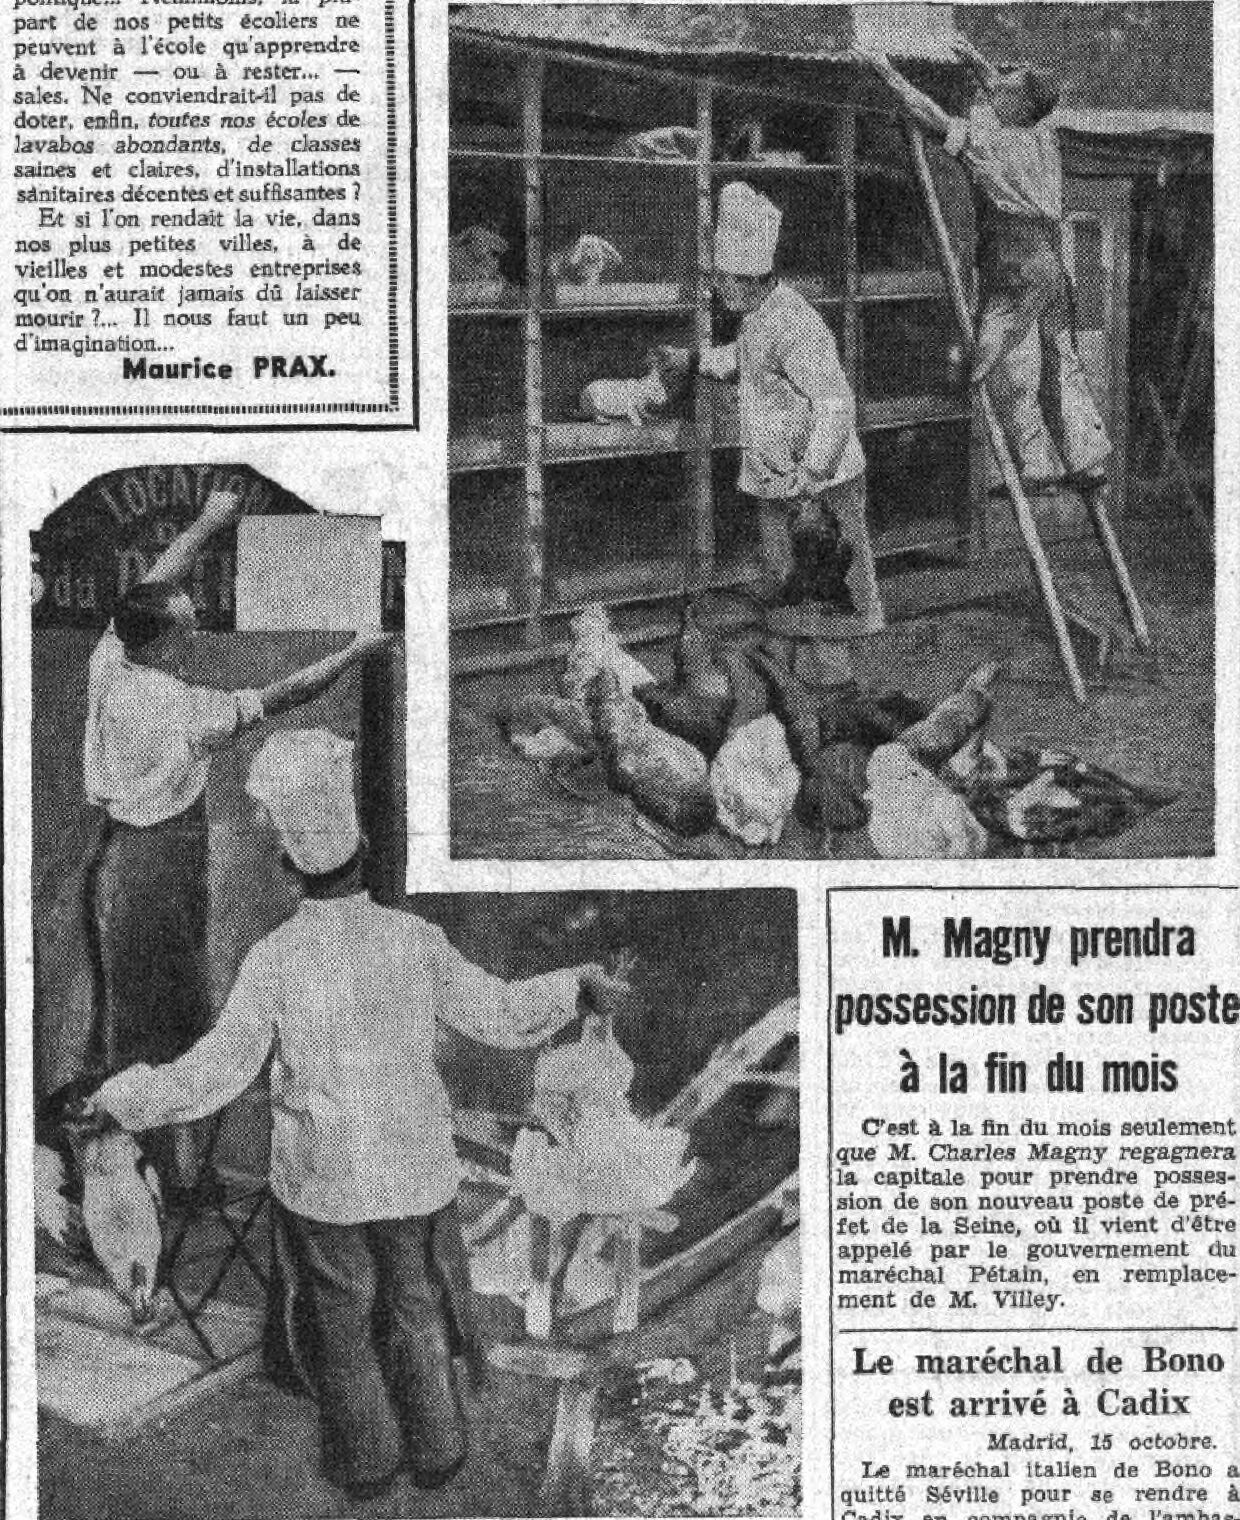 part de nos petits écoliers ne
peuvent à l'école qu'apprendre
à devenir — ou à rester... —
sales. Ne conviendrait-il pas de
doter, enfin, toutes nos écoles de
lavabos abondants, de classes
saines et claires, d'installations
sanitaires décentes et suffisantes ?
Et si l'on rendait la vie, dans
nos plus petites villes, à de
vieilles et modestes entreprises
qu'on n'aurait jamais dû laisser
mourir ?... Il nous faut un peu
d'imagination...
Maurice PRAX.
LOCATION
du
M. Magny prendra
possession de son poste
à la fin du mois
C'est à la fin du mois seulement
que M. Charles Magny regagnera
la capitale pour prendre posses-
sion de son nouveau poste de pré-
fet de la Seine, où il vient d'être
appelé par le gouvernement du
maréchal Pétain, en remplace-
ment de M. Villey.
Le maréchal de Bono
est arrivé à Cadix
Madrid, 15 octobre.
Le maréchal italien de Bono a
quitté Séville pour se rendre à
Cadix en compagnie de l'ambas-